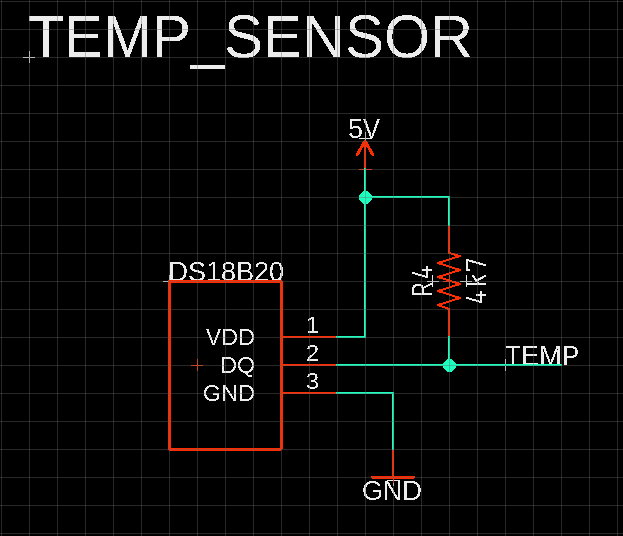 TEMP_SENSOR
5V
DS18B20
R4
4k7
VDD
1
DQ
2
GND
3
TEMP
GND